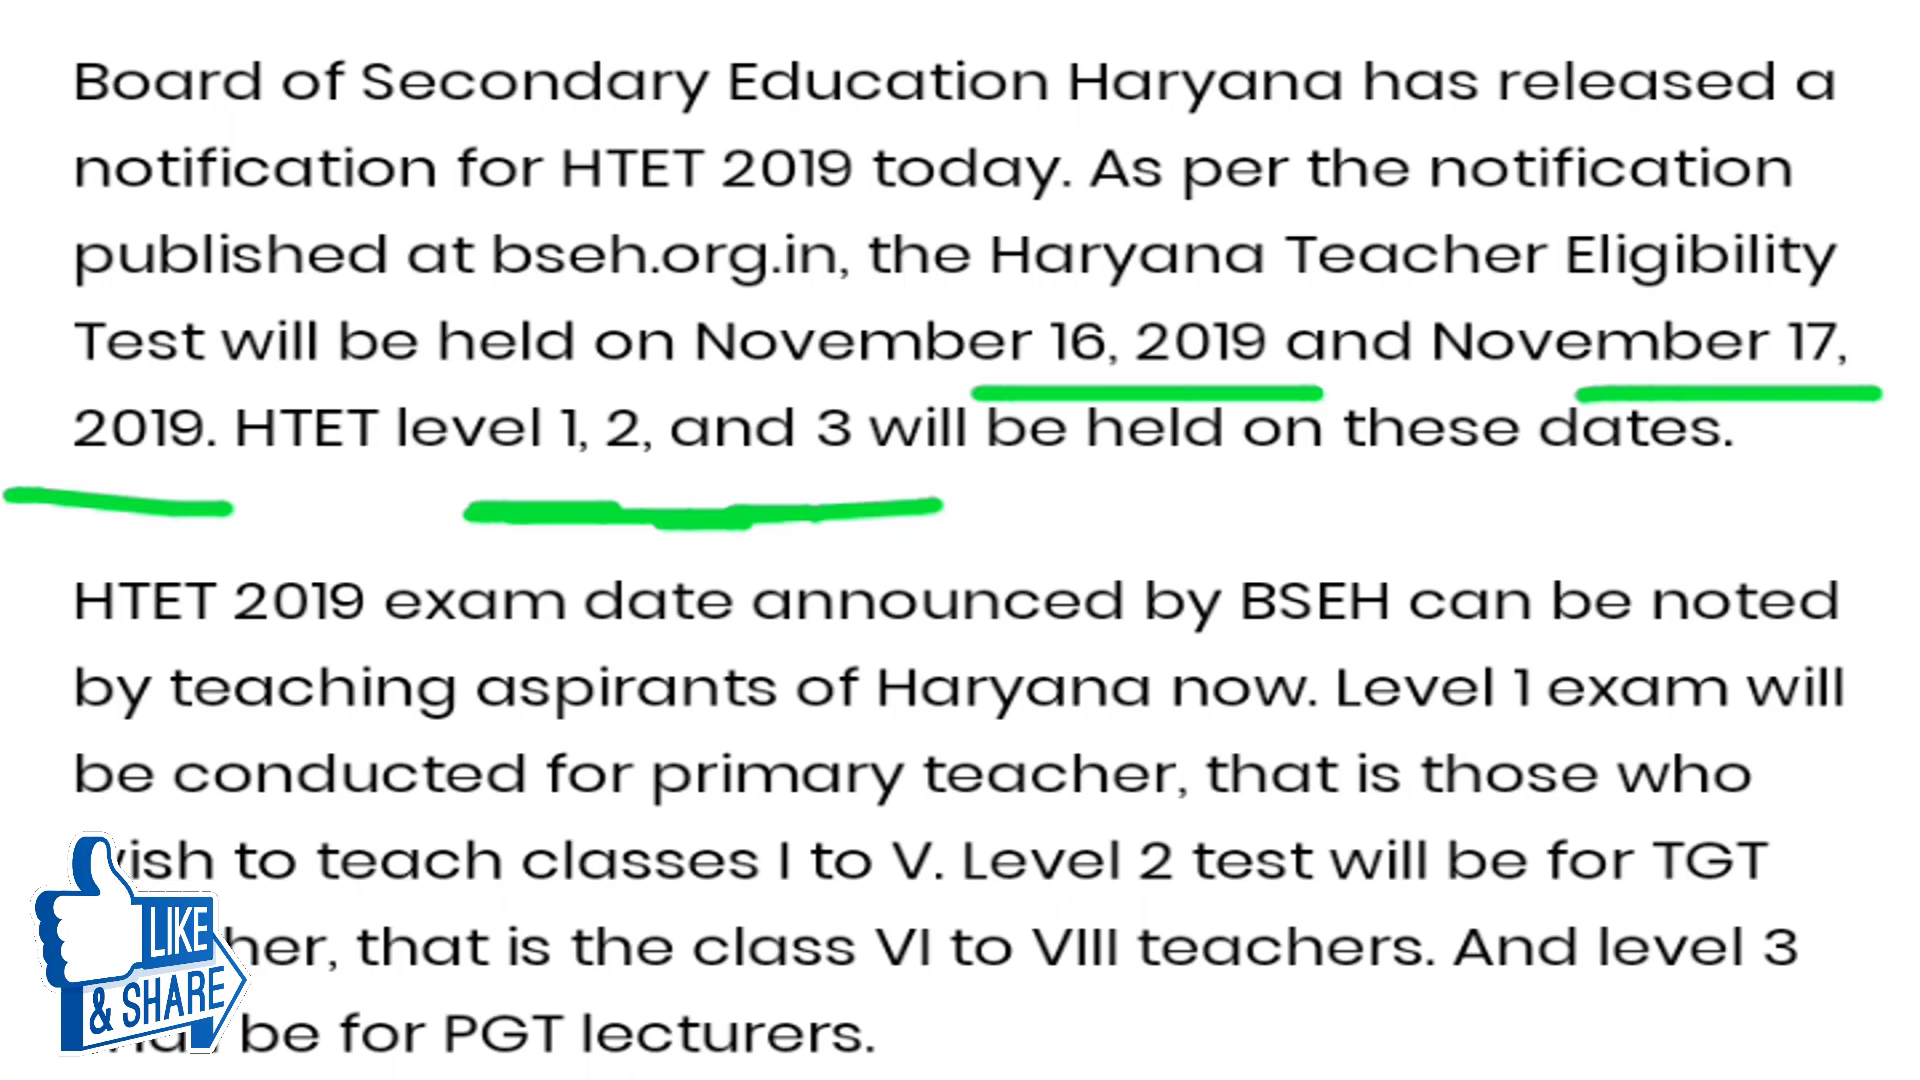 Board of Secondary Education Haryana has released a
notification for HTET 2019 today. As per the notification
published at bseh.org.in, the Haryana Teacher Eligibility
Test will be held on November 16, 2019 and November 17,
2019. HTET level 1, 2, and 3 will be held on these dates.
HTET 2019 exam date announced by BSEH can be noted
by teaching aspirants of Haryana now. Level 1 exam will
be conducted for primary teacher, that is those who
to teach classes I to V. Level 2 test will be for TGT
that is the class VI to VIII teachers. And level 3
be for PGT lecturers.
LIKE
& SHARE